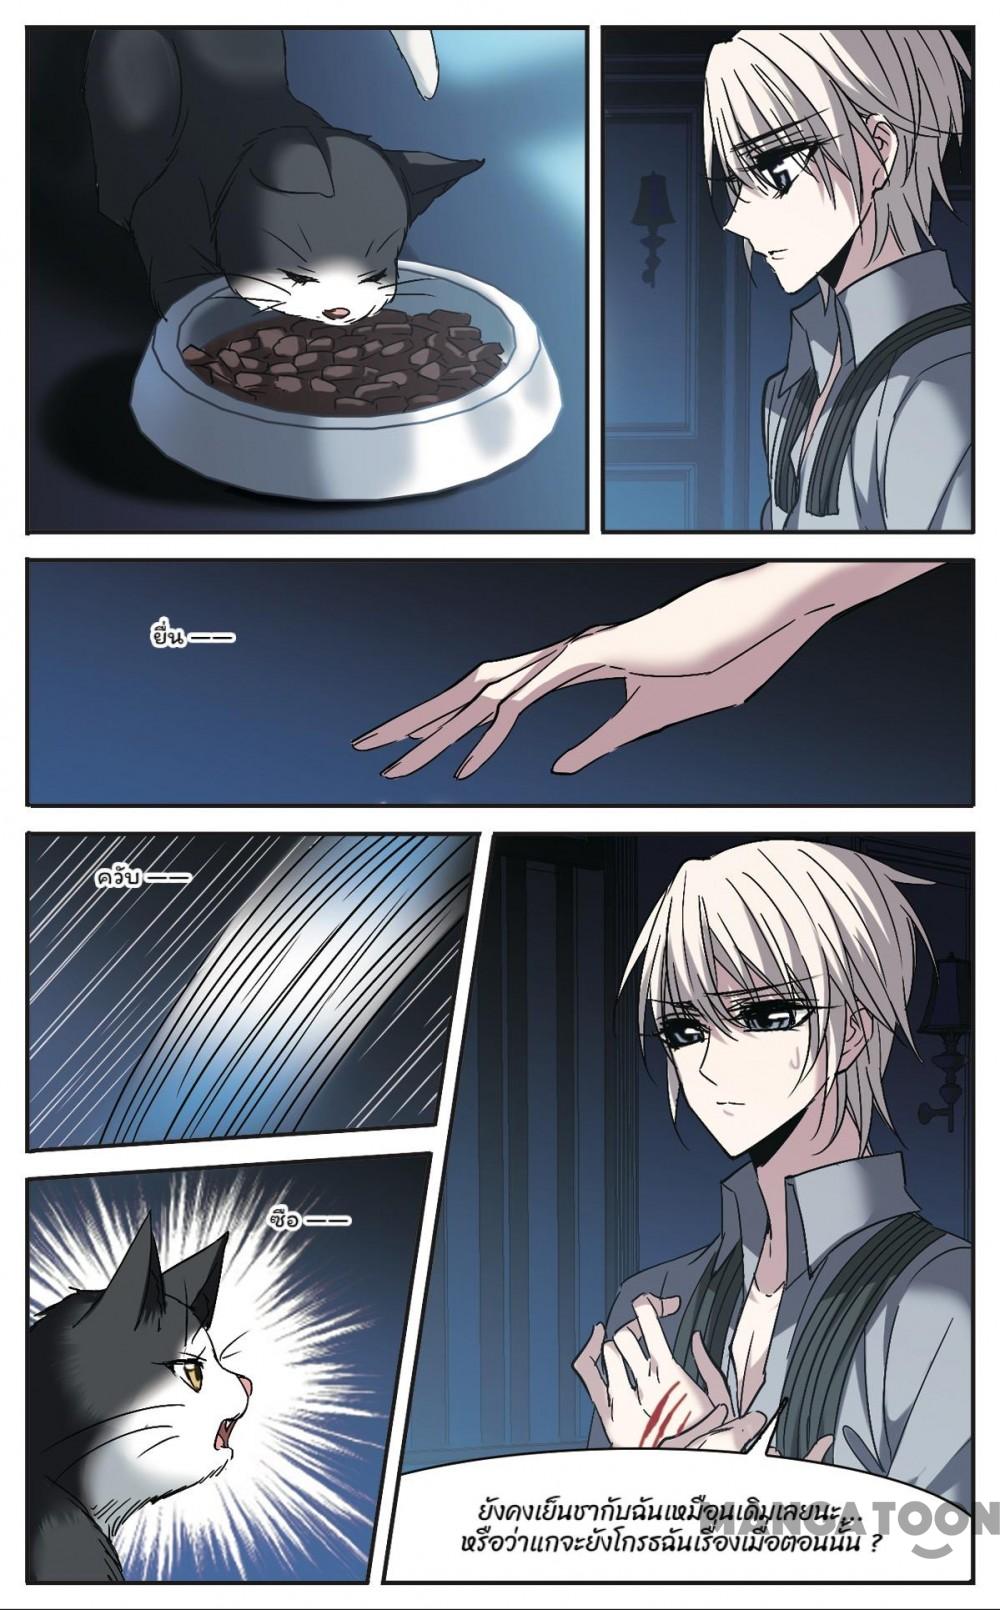 ยื่น ——
ควับ ——
ซือ ——
ยังคงเย็นชากับฉันเหมือนเดิมเลยนะ...
หรือว่าแกจะยังโกรธฉันเรื่องเมื่อตอนนั้น ?
MANGATOON